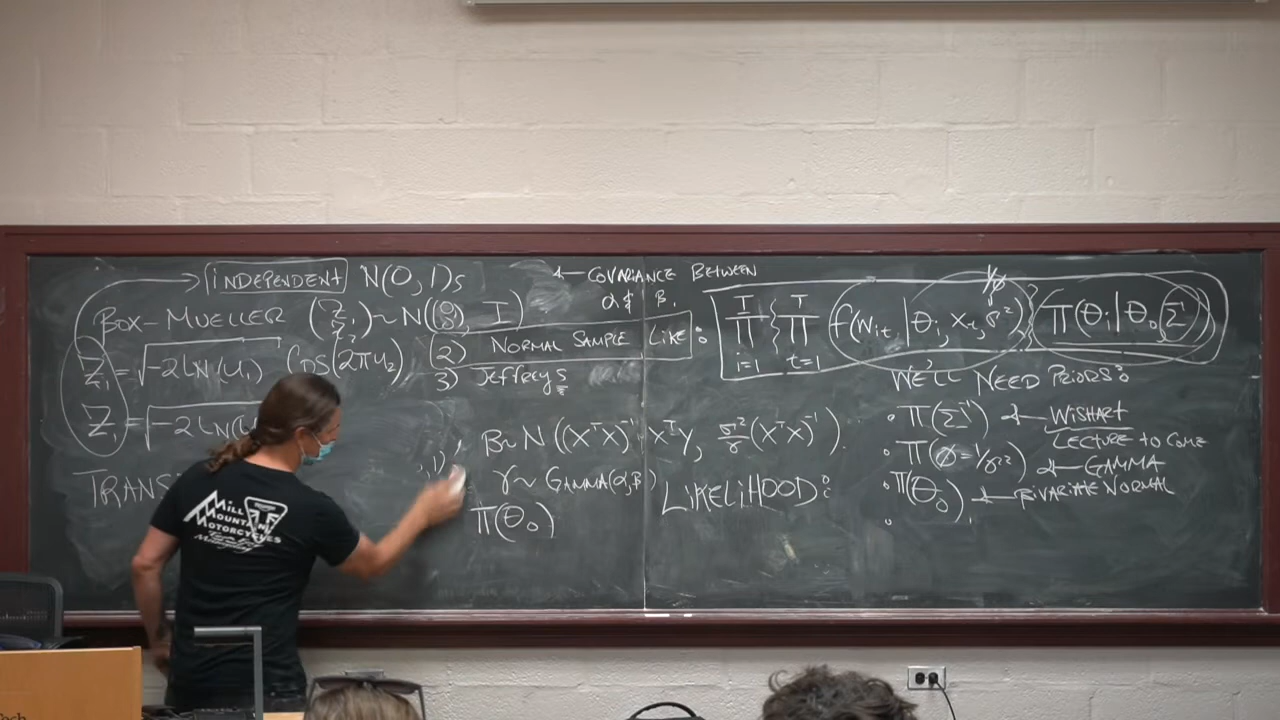 INDEPENDENT N(0,1)s
BOX-MUELLER (Z₁ Z₂) ~ N((0 0), I)
Z₁ = √-2LN(U₁) COS(2πU₂)
Z₁ = √-2LN(U
TRANS
2) NORMAL SAMPLE LIKE:
3) JEFFREYS
B~N((XᵀX)⁻¹XᵀY, σ²/γ(XᵀX)⁻¹).
γ ~ GAMMA(α,β)
Π(θ₀)
COVARIANCE BETWEEN
α & β.
LIKELIHOOD:
I T
Π { Π f(Wit | θi, Xt, σ²) } Π(θi | θ₀, Σ)
i=1 t=1
1/φ
WE'LL NEED PRIORS:
• Π(Σ⁻¹) ← WISHART
LECTURE TO COME
• Π(φ=1/σ²) ← GAMMA
• Π(θ₀) ← BIVARIATE NORMAL
MILL
MOUNTAIN
MOTORCYCLES